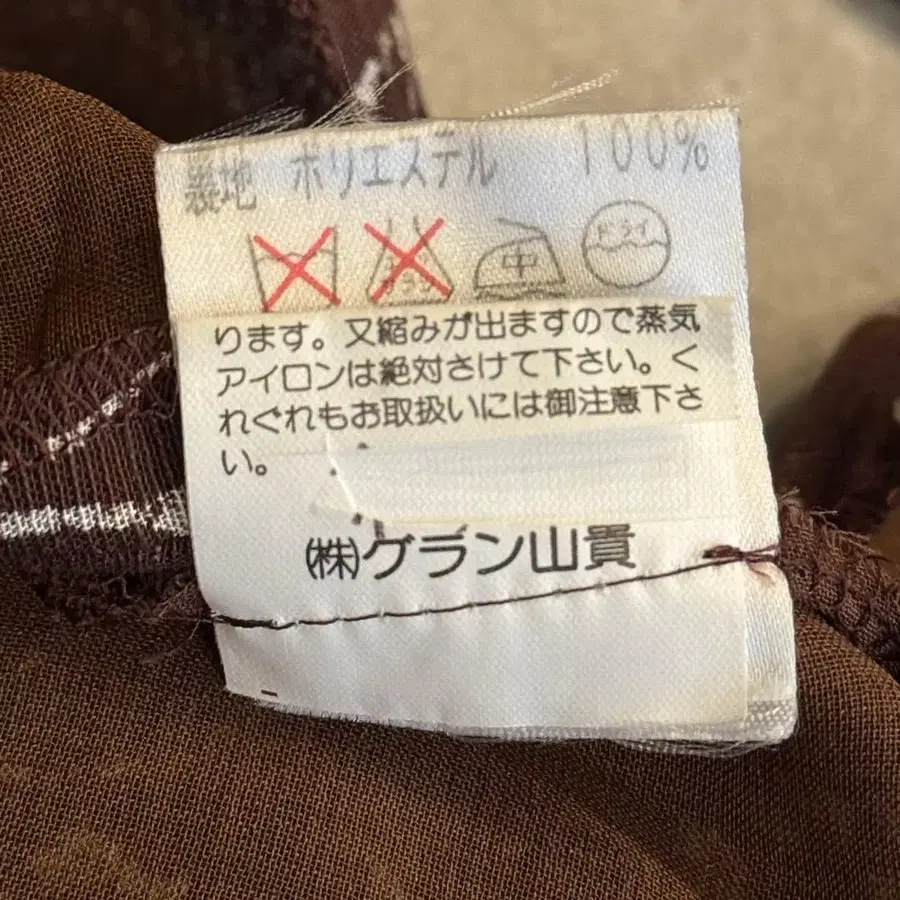 表地 ポリエステル 100%
中 ドライ
ります。又縮みが出ますので蒸気
アイロンは絶対さけて下さい。く
れぐれもお取扱いには御注意下さ
い。
㈱グラン山貴